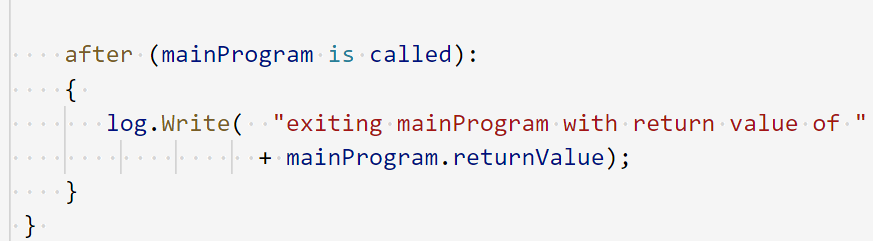 after (mainProgram is called):
{
log.Write(  "exiting mainProgram with return value of "
+ mainProgram.returnValue);
}
}